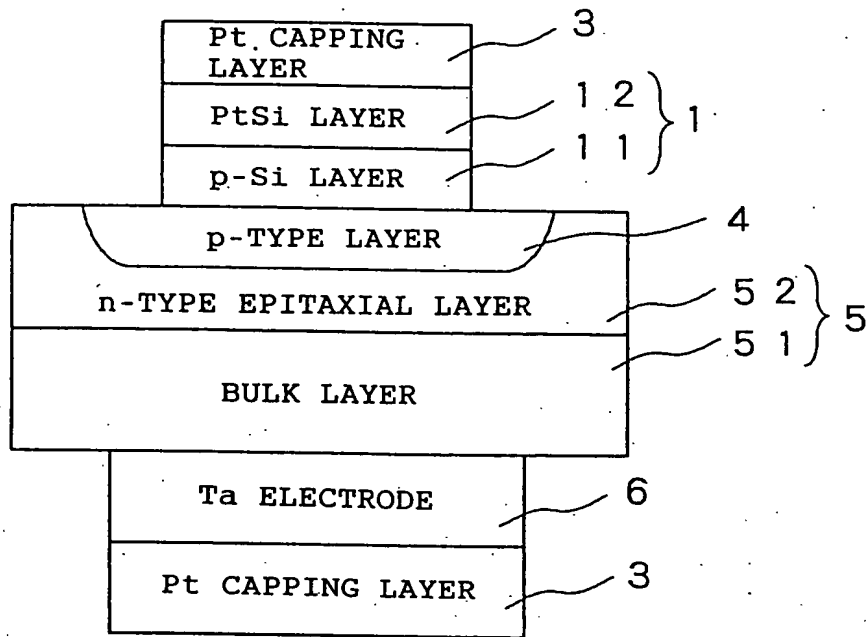 Pt CAPPING
LAYER
3
PtSi LAYER
12
1
p-Si LAYER
11
p-TYPE LAYER
4
n-TYPE EPITAXIAL LAYER
52
5
BULK LAYER
51
Ta ELECTRODE
6
Pt CAPPING LAYER
3